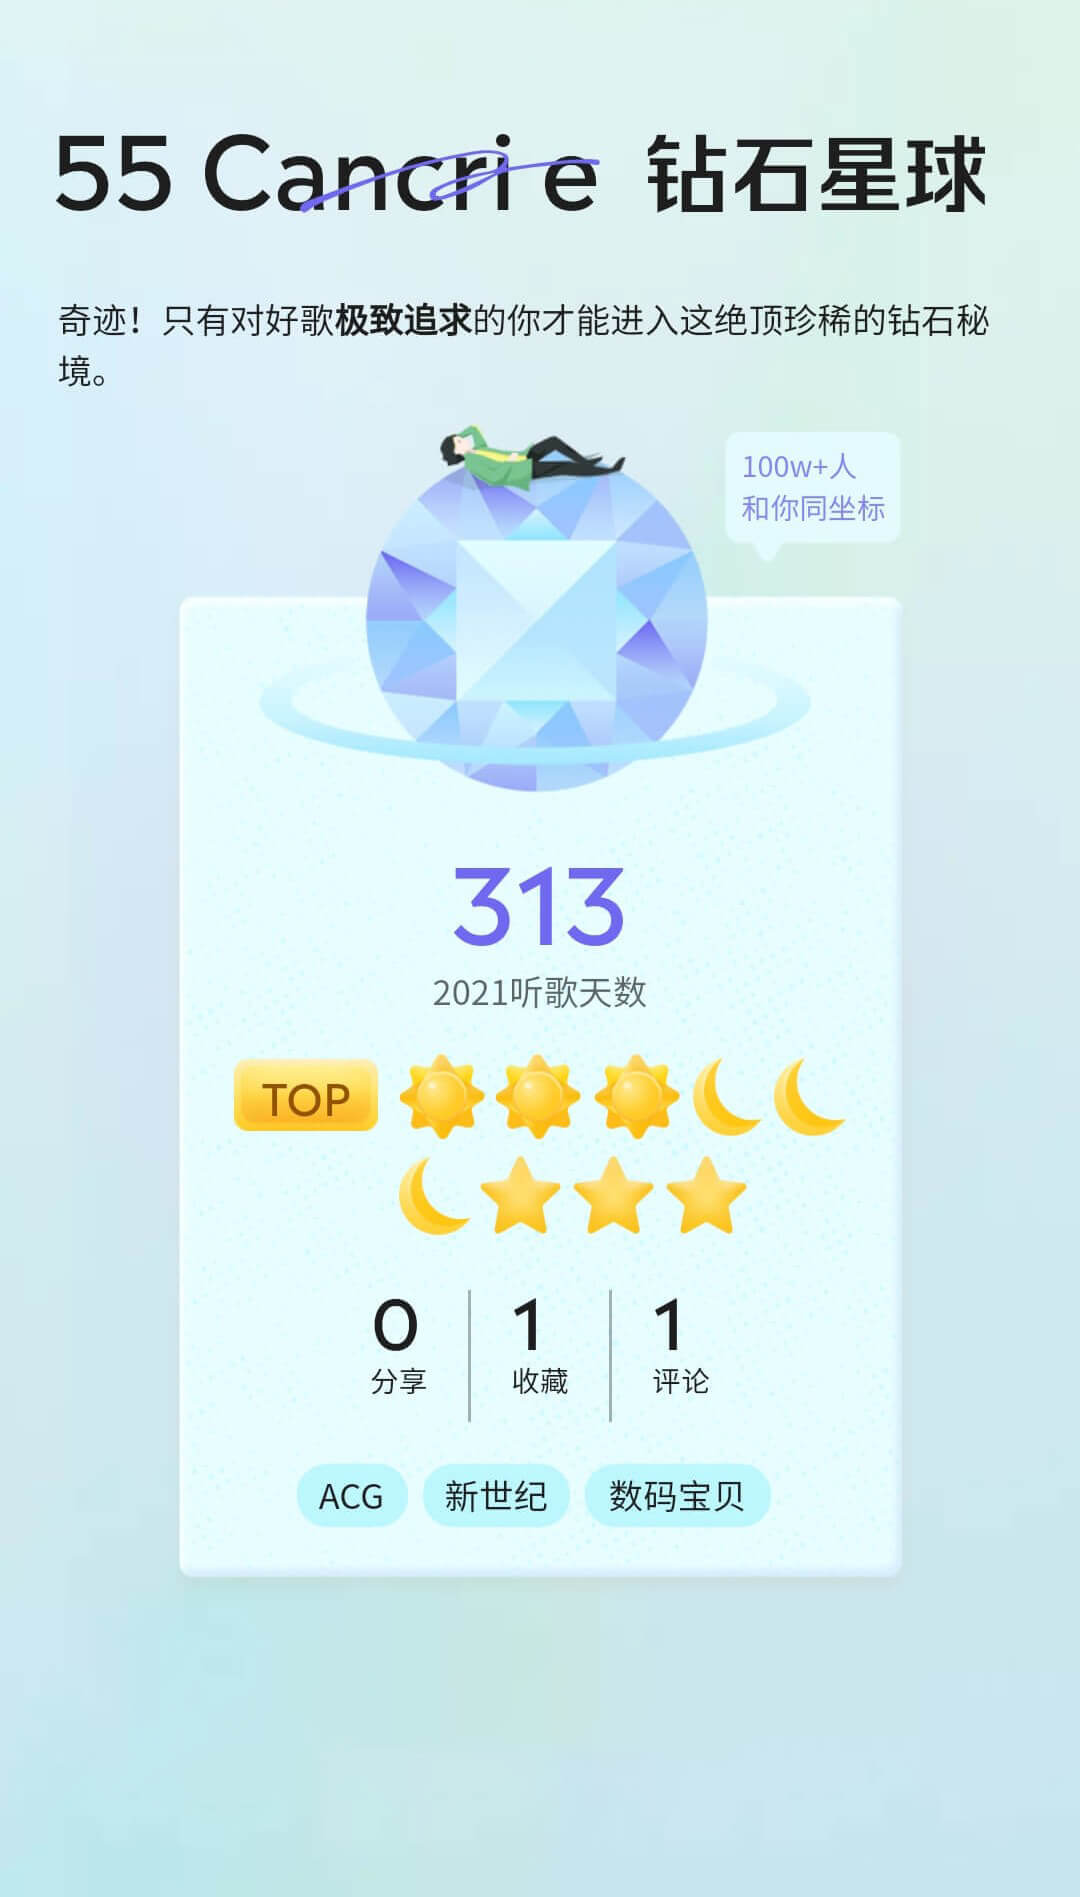 55 Cancri e 钻石星球
奇迹！只有对好歌极致追求的你才能进入这绝顶珍稀的钻石秘
境。
100w+人
和你同坐标
313
2021听歌天数
TOP
0
分享
1
收藏
1
评论
ACG
新世纪
数码宝贝